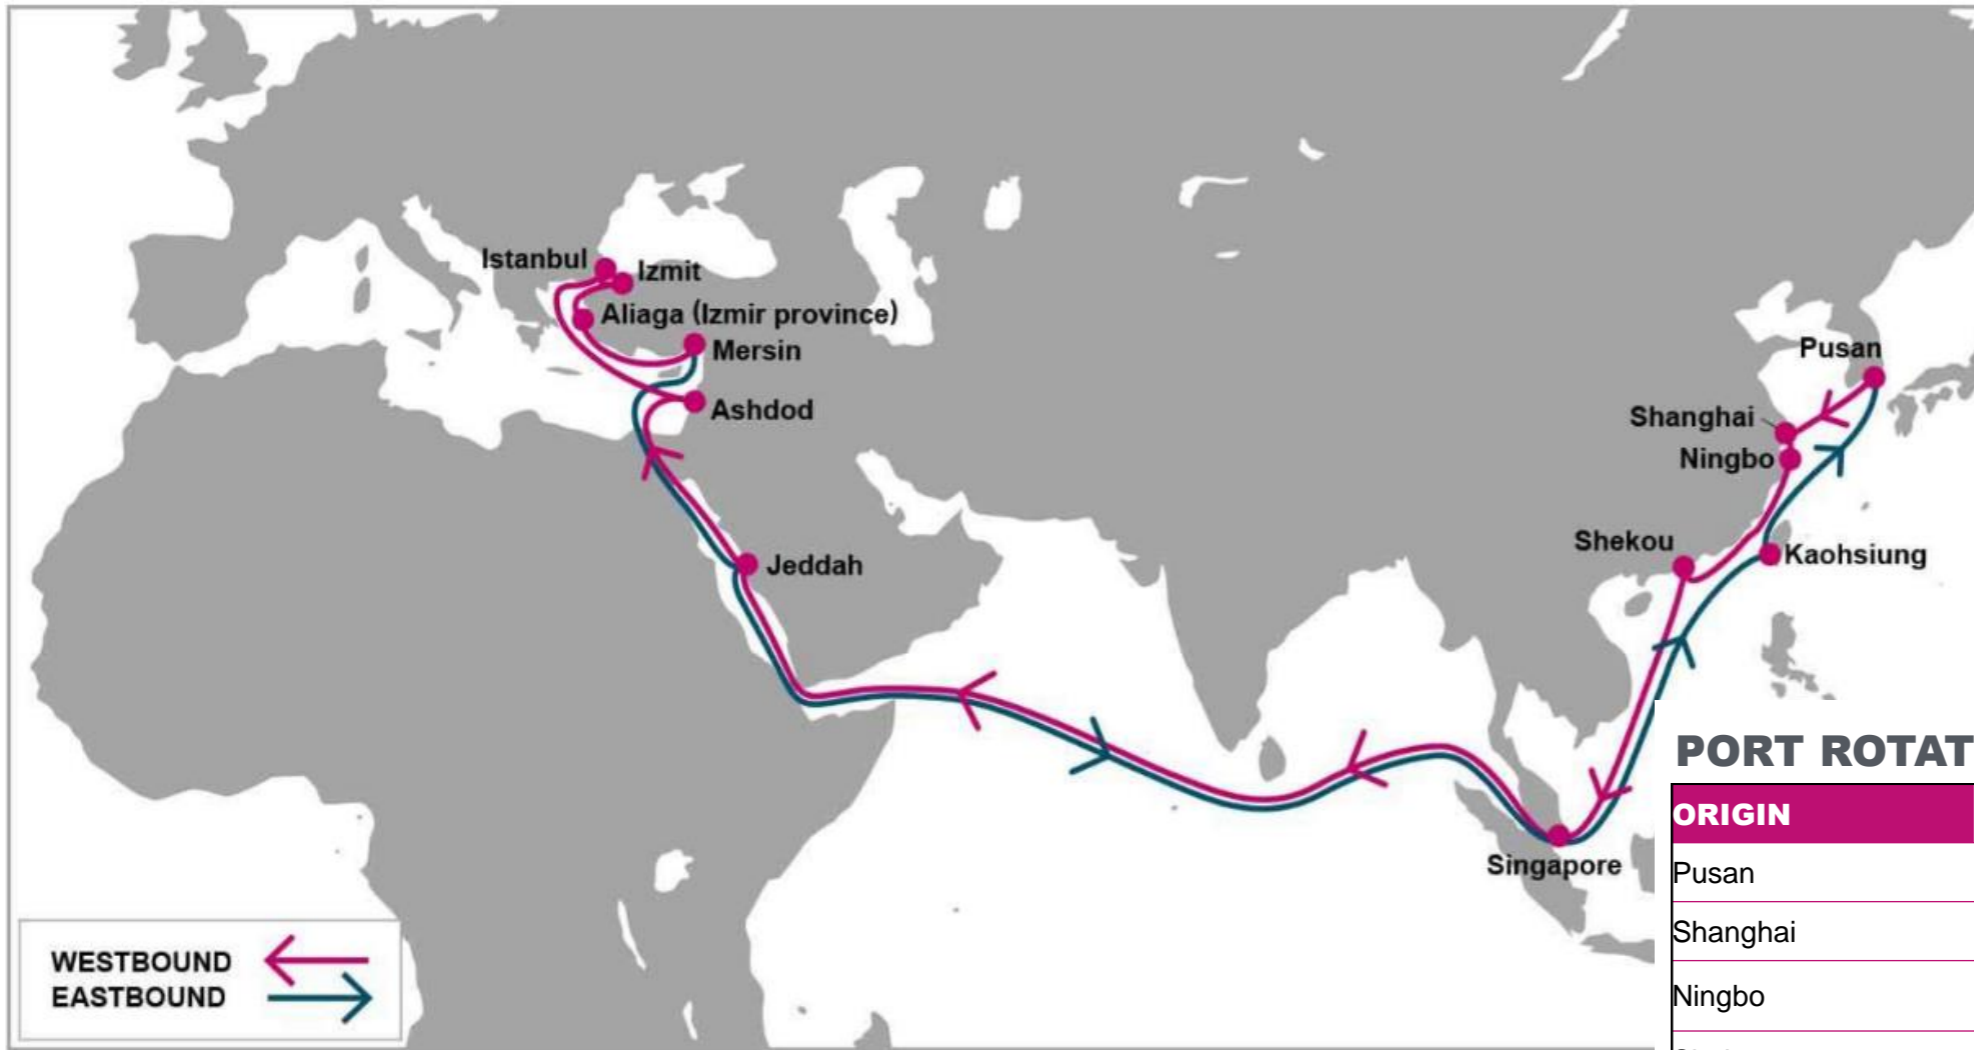 Istanbul
Izmit
Aliaga (Izmir province)
Mersin
Ashdod
Jeddah
Pusan
Shanghai
Ningbo
Shekou
Kaohsiung
Singapore
WESTBOUND
EASTBOUND
PORT ROTAT
ORIGIN
Pusan
Shanghai
Ningbo